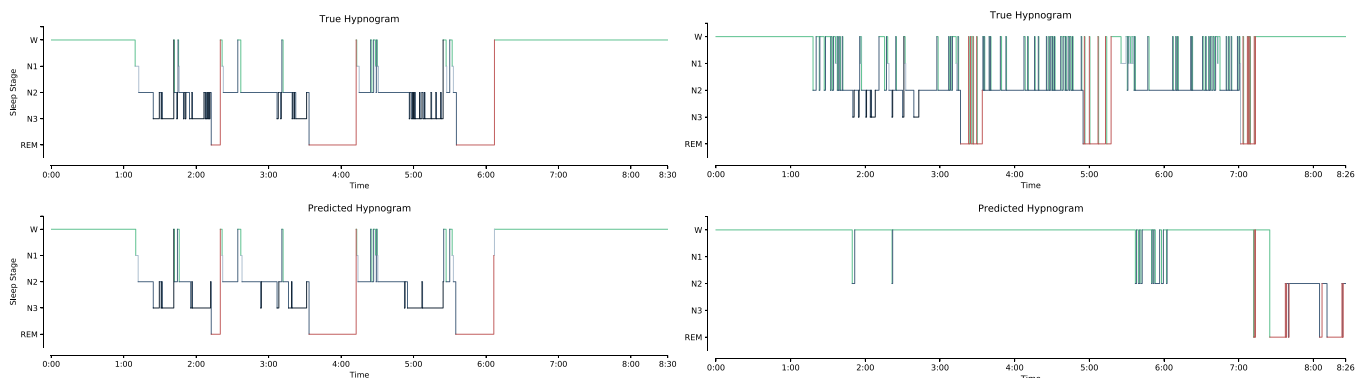 True Hypnogram
W
N1
N2
N3
REM
Sleep Stage
0:00 1:00 2:00 3:00 4:00 5:00 6:00 7:00 8:00 8:30
Time
True Hypnogram
W
N1
N2
N3
REM
0:00 1:00 2:00 3:00 4:00 5:00 6:00 7:00 8:00 8:26
Time
Predicted Hypnogram
W
N1
N2
N3
REM
Sleep Stage
0:00 1:00 2:00 3:00 4:00 5:00 6:00 7:00 8:00 8:30
Time
Predicted Hypnogram
W
N1
N2
N3
REM
0:00 1:00 2:00 3:00 4:00 5:00 6:00 7:00 8:00 8:26
Time